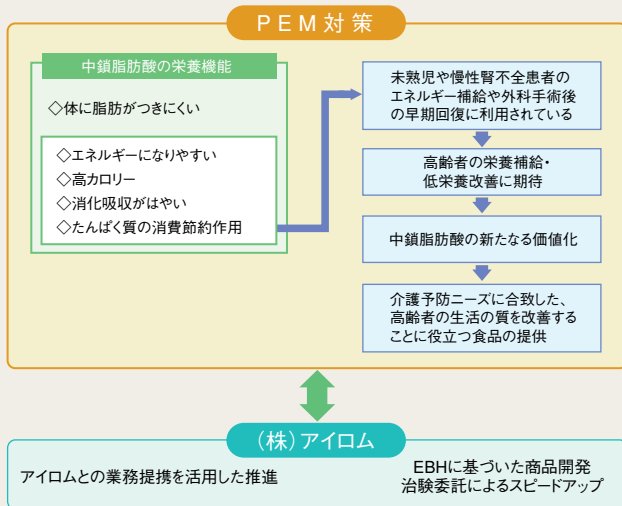 PEM対策
中鎖脂肪酸の栄養機能
◇体に脂肪がつきにくい
◇エネルギーになりやすい
◇高カロリー
◇消化吸収がはやい
◇たんぱく質の消費節約作用
未熟児や慢性腎不全患者の
エネルギー補給や外科手術後
の早期回復に利用されている
高齢者の栄養補給・
低栄養改善に期待
中鎖脂肪酸の新たなる価値化
介護予防ニーズに合致した、
高齢者の生活の質を改善する
ことに役立つ食品の提供
(株)アイロム
アイロムとの業務提携を活用した推進
EBHに基づいた商品開発
治験委託によるスピードアップ